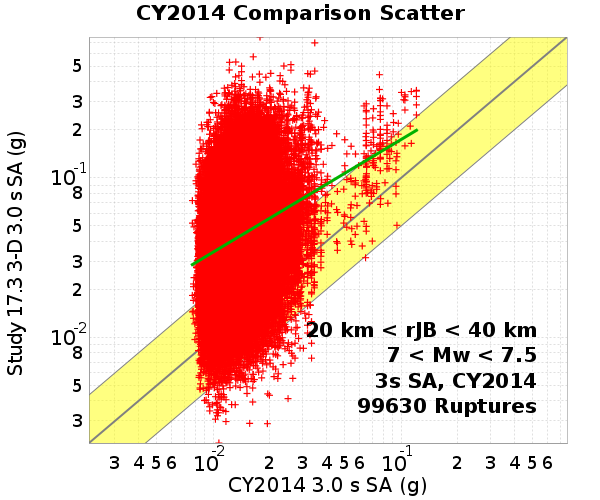 CY2014 Comparison Scatter
Study 17.3 3-D 3.0 s SA (g)
5
3
2
10⁻¹
8
5
3
2
10⁻²
8
5
3
20 km < rJB < 40 km
7 < Mw < 7.5
3s SA, CY2014
99630 Ruptures
3 4 5 6 10⁻² 2 3 4 5 6 10⁻¹ 2 3 4 5 6
CY2014 3.0 s SA (g)